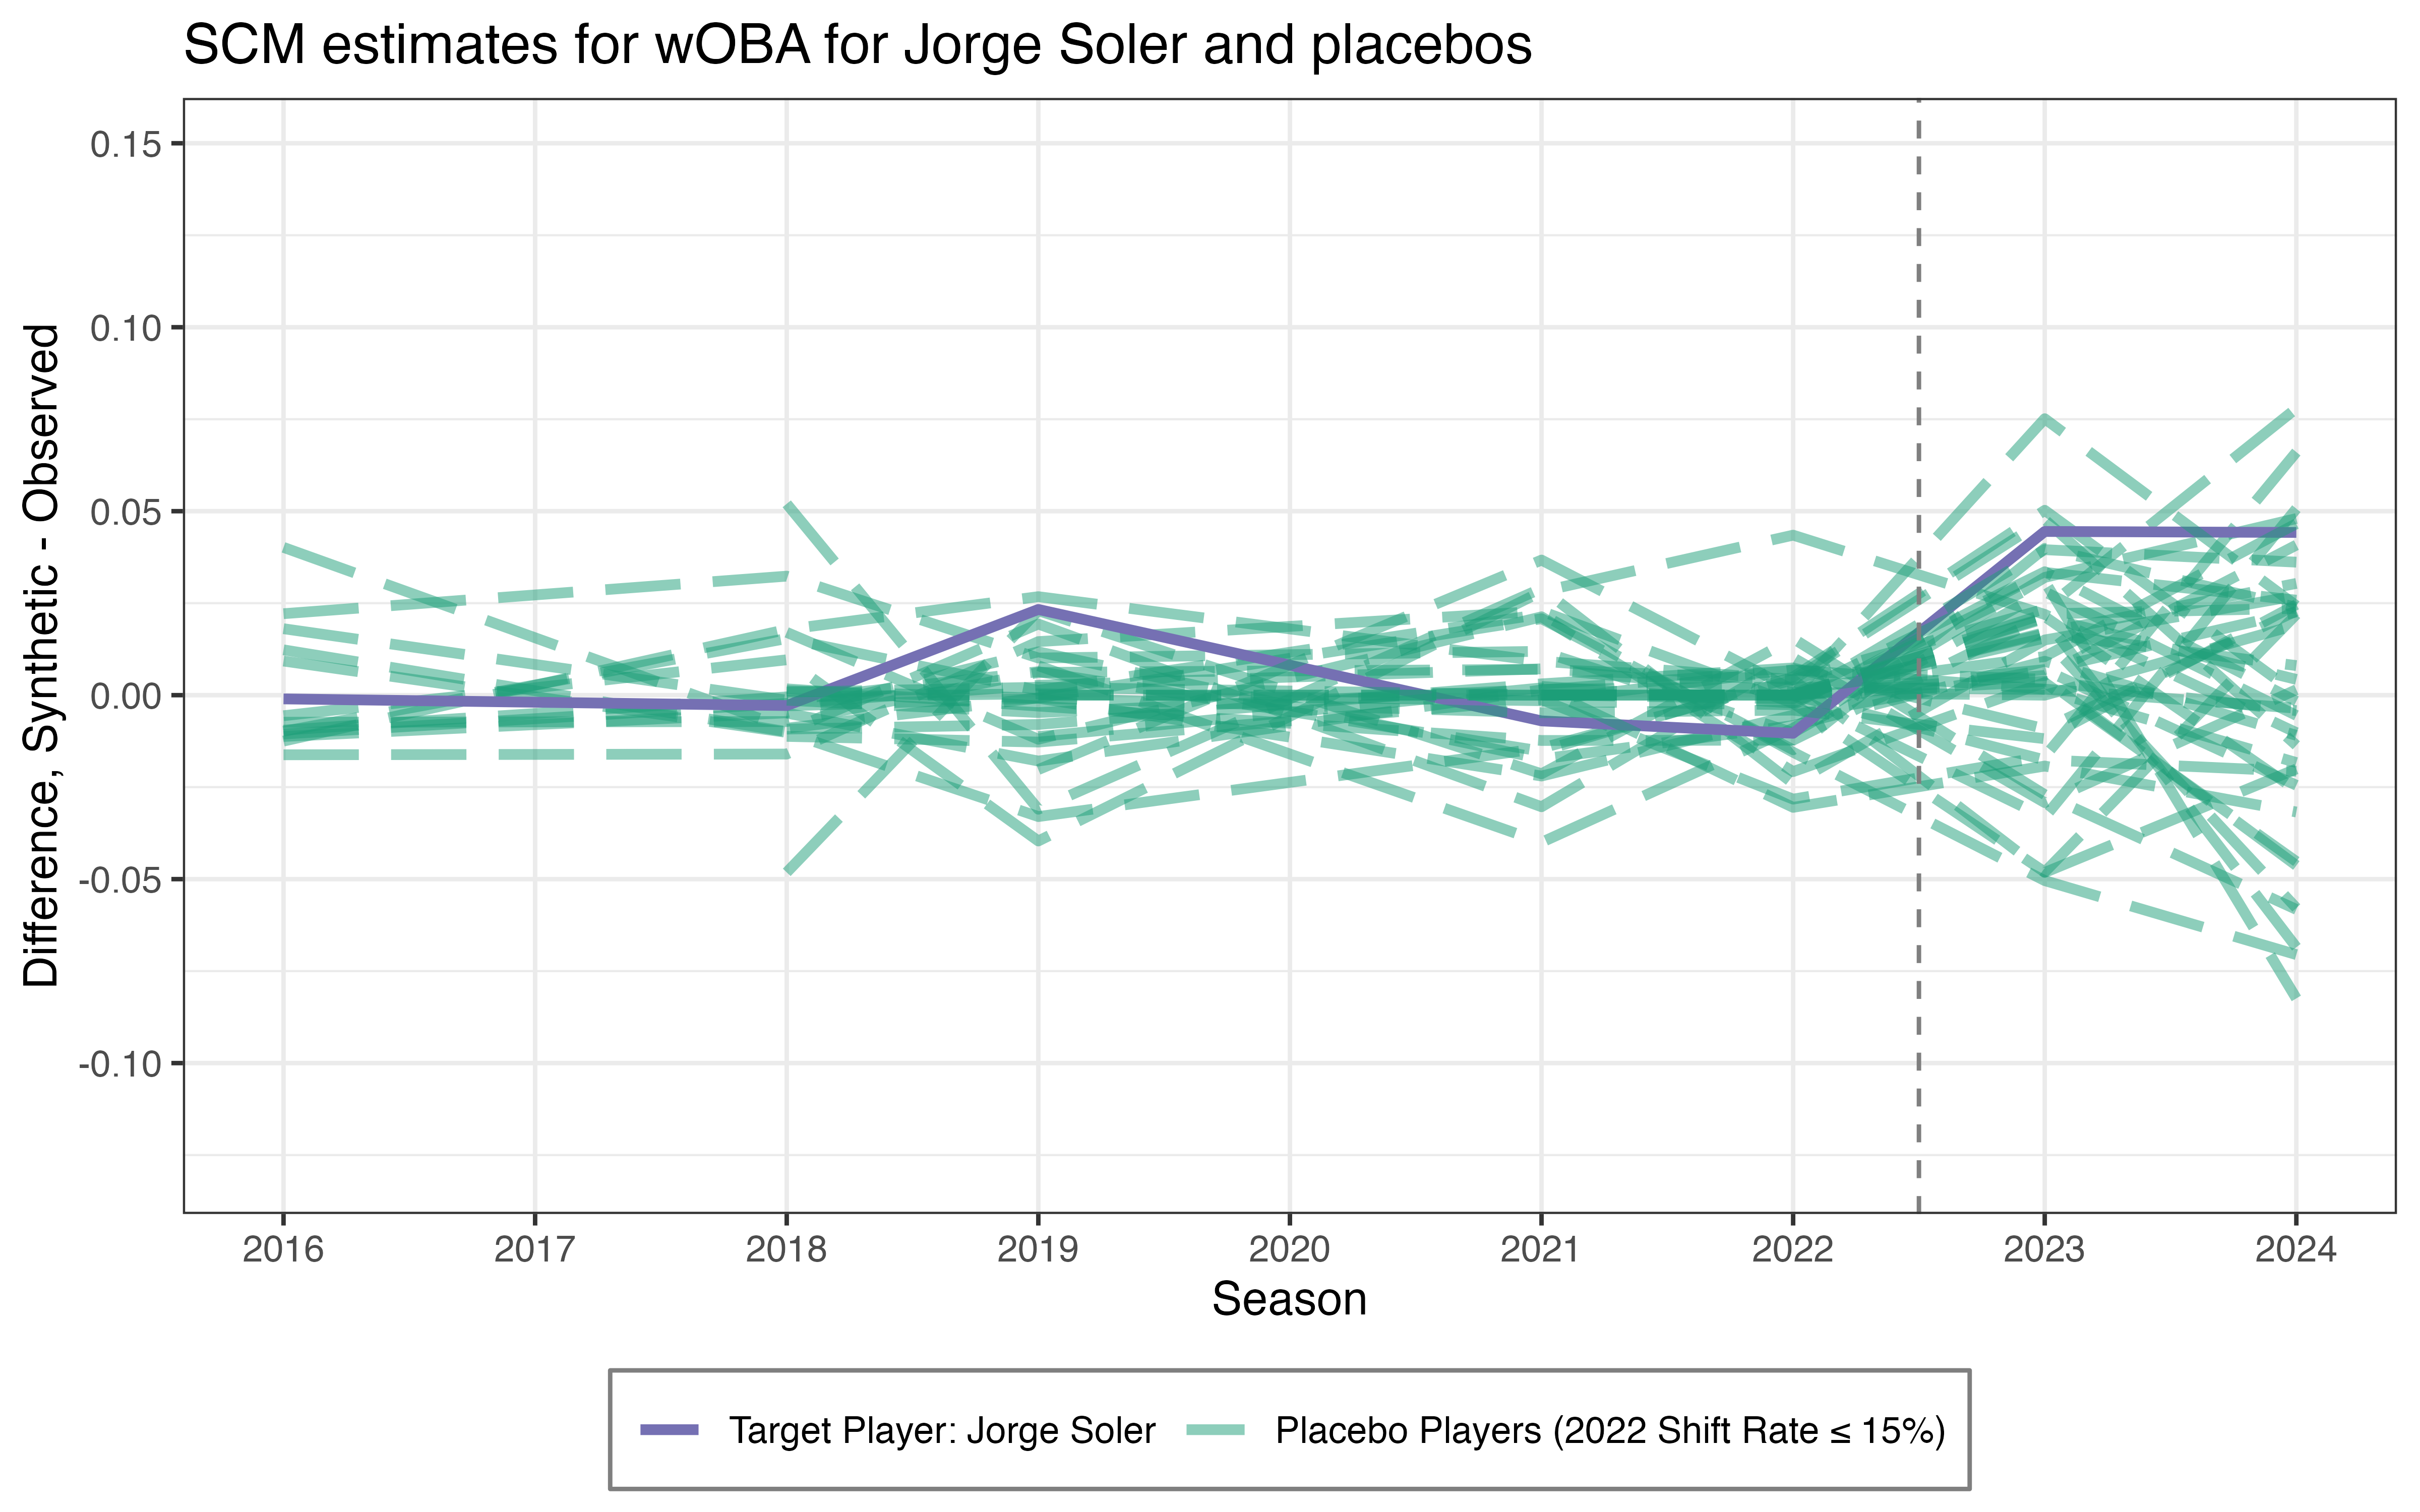 SCM estimates for wOBA for Jorge Soler and placebos
Difference, Synthetic - Observed
0.15
0.10
0.05
0.00
-0.05
-0.10
2016 2017 2018 2019 2020 2021 2022 2023 2024
Season
Target Player: Jorge Soler Placebo Players (2022 Shift Rate ≤ 15%)